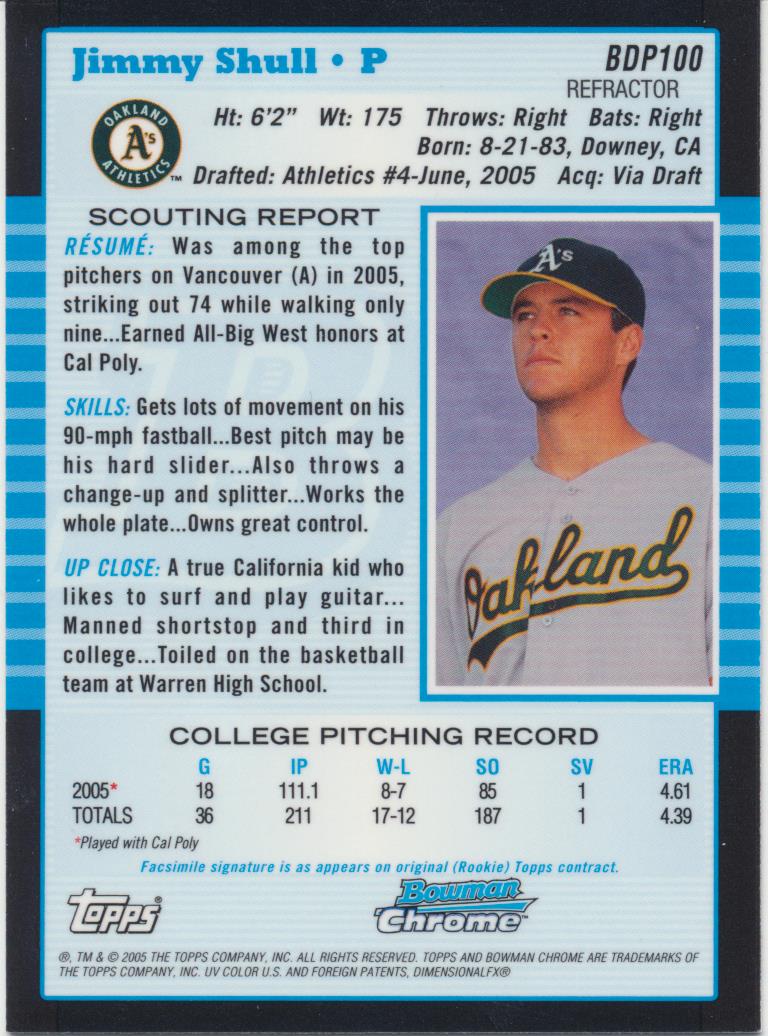 Jimmy Shull • P
BDP100
REFRACTOR
OAKLAND
A's
ATHLETICS
TM
Ht: 6'2" Wt: 175 Throws: Right Bats: Right
Born: 8-21-83, Downey, CA
Drafted: Athletics #4-June, 2005 Acq: Via Draft
SCOUTING REPORT
RÉSUMÉ: Was among the top
pitchers on Vancouver (A) in 2005,
striking out 74 while walking only
nine...Earned All-Big West honors at
Cal Poly.
SKILLS: Gets lots of movement on his
90-mph fastball...Best pitch may be
his hard slider...Also throws a
change-up and splitter...Works the
whole plate...Owns great control.
UP CLOSE: A true California kid who
likes to surf and play guitar...
Manned shortstop and third in
college...Toiled on the basketball
team at Warren High School.
A's
Oakland
COLLEGE PITCHING RECORD
G IP W-L SO SV ERA
2005* 18 111.1 8-7 85 1 4.61
TOTALS 36 211 17-12 187 1 4.39
*Played with Cal Poly
Facsimile signature is as appears on original (Rookie) Topps contract.
topps®
Bowman
Chrome™
®, TM & © 2005 THE TOPPS COMPANY, INC. ALL RIGHTS RESERVED. TOPPS AND BOWMAN CHROME ARE TRADEMARKS OF
THE TOPPS COMPANY, INC. UV COLOR U.S. AND FOREIGN PATENTS, DIMENSIONALFX®